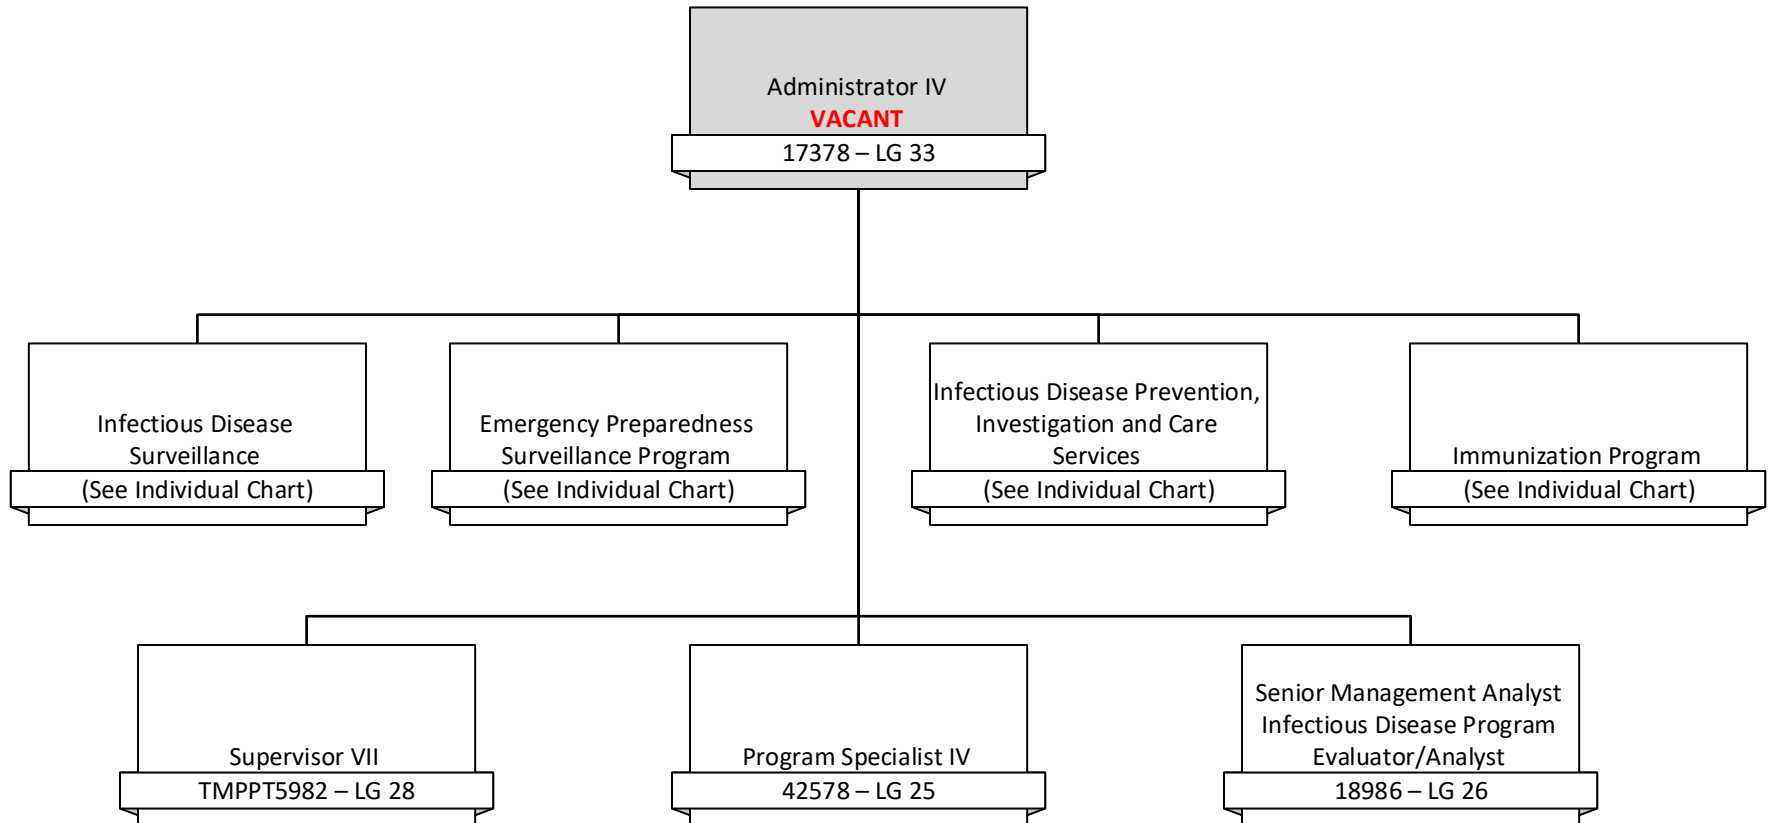 Administrator IV
VACANT
17378 – LG 33
Infectious Disease
Surveillance
(See Individual Chart)
Emergency Preparedness
Surveillance Program
(See Individual Chart)
Infectious Disease Prevention,
Investigation and Care
Services
(See Individual Chart)
Immunization Program
(See Individual Chart)
Supervisor VII
TMPPT5982 – LG 28
Program Specialist IV
42578 – LG 25
Senior Management Analyst
Infectious Disease Program
Evaluator/Analyst
18986 – LG 26